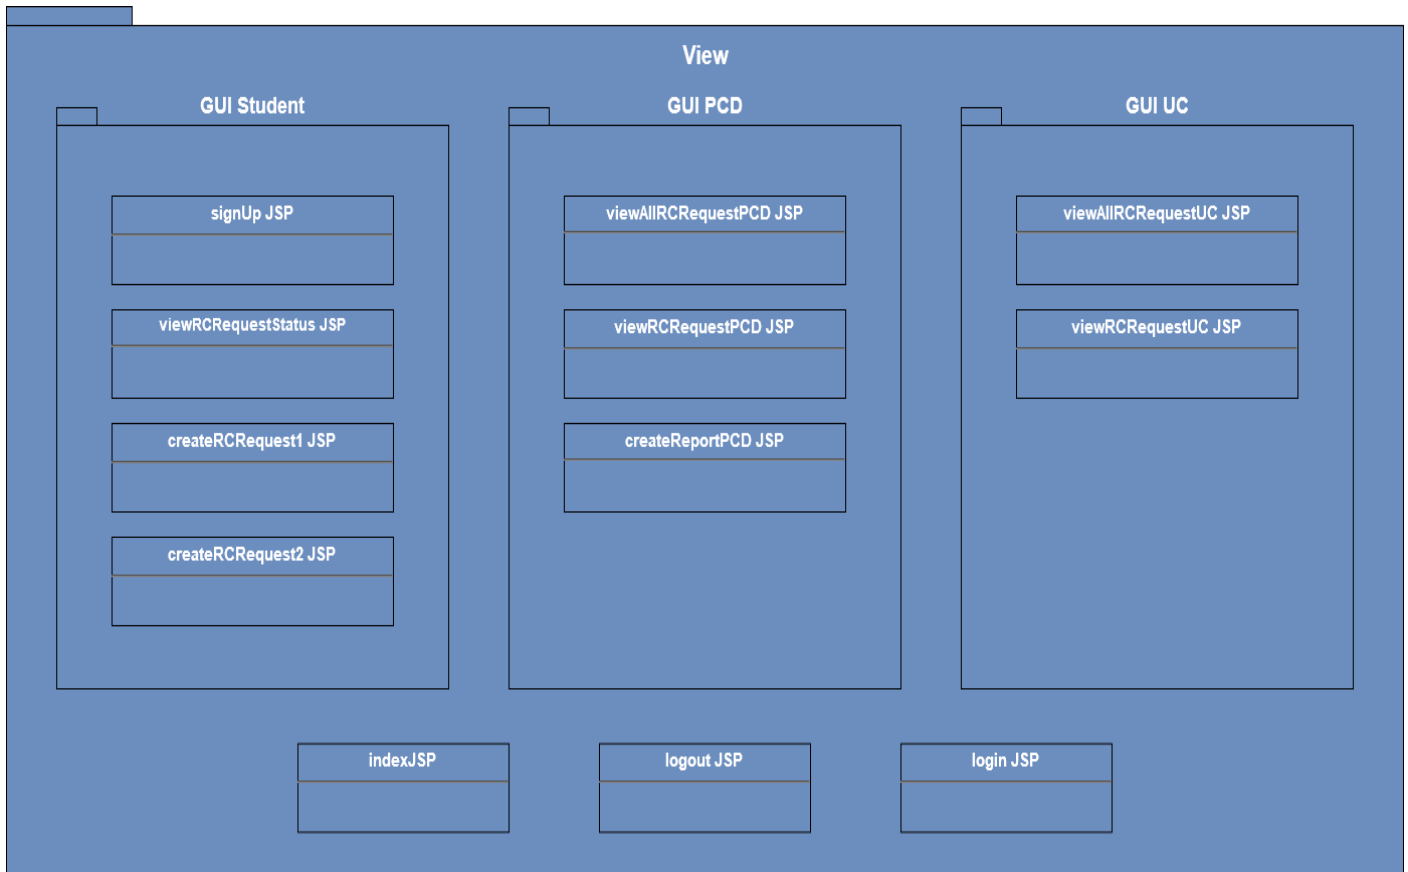 View
GUI Student
GUI PCD
GUI UC
signUp JSP
viewAllRCRequestPCD JSP
viewAllRCRequestUC JSP
viewRCRequestStatus JSP
viewRCRequestPCD JSP
viewRCRequestUC JSP
createRCRequest1 JSP
createReportPCD JSP
createRCRequest2 JSP
indexJSP
logout JSP
login JSP